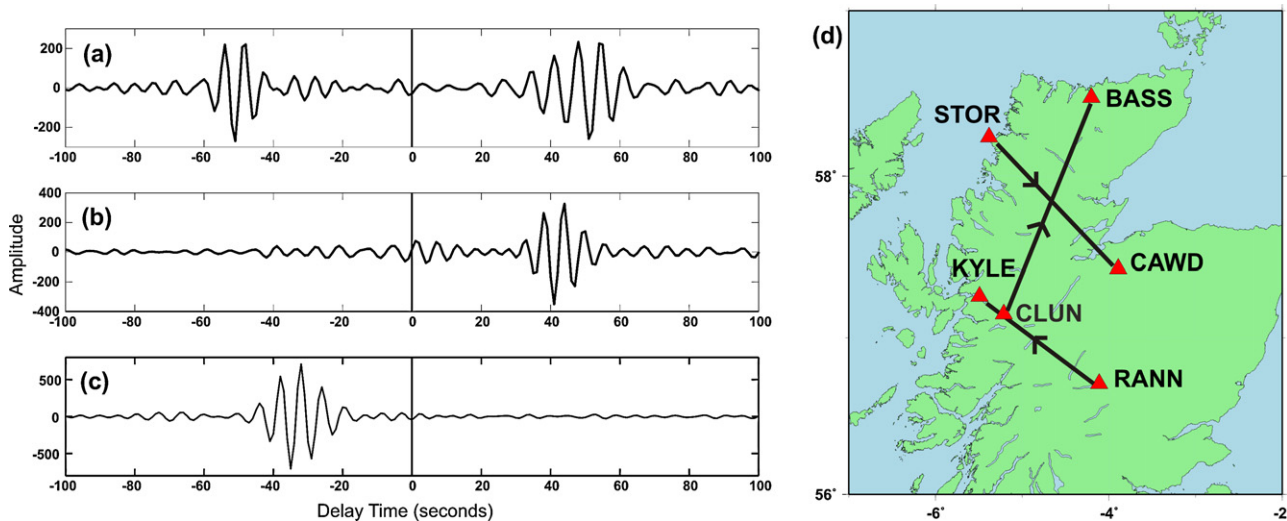 (a)
200
0
-200
-100 -80 -60 -40 -20 0 20 40 60 80 100
(b)
400
200
0
-200
-400
-100 -80 -60 -40 -20 0 20 40 60 80 100
Amplitude
(c)
500
0
-500
-100 -80 -60 -40 -20 0 20 40 60 80 100
Delay Time (seconds)
(d)
BASS
STOR
58°
CAWD
KYLE
CLUN
RANN
56°
-6° -4° -2